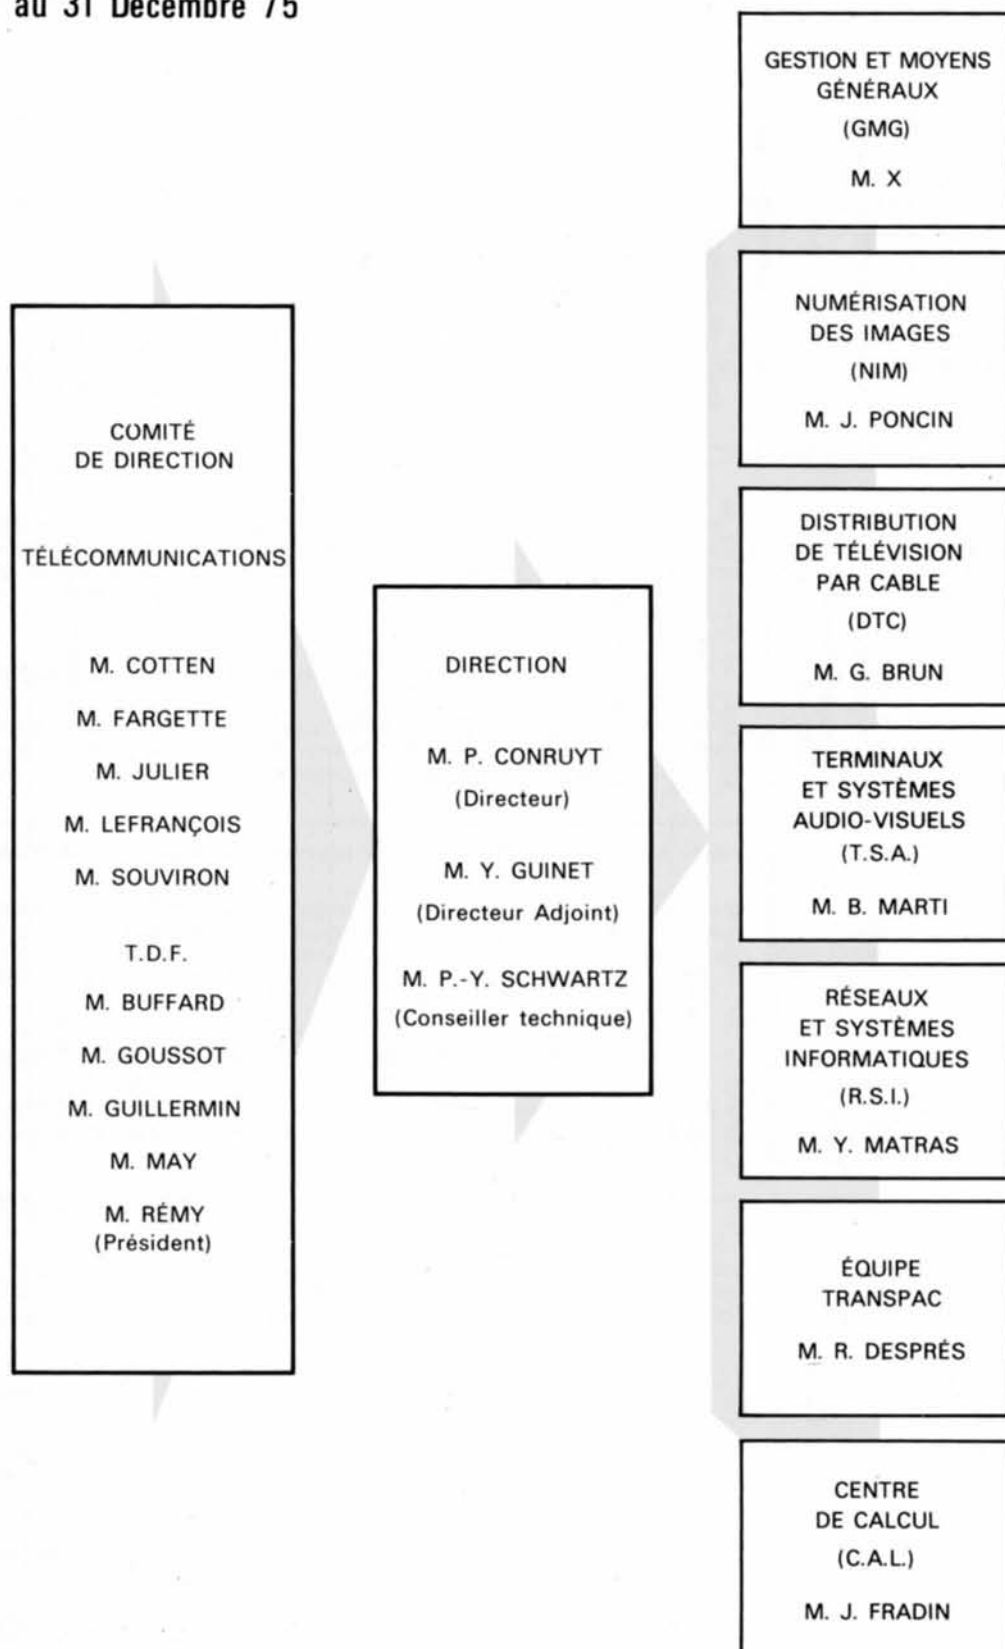 au 31 Décembre 75
COMITÉ
DE DIRECTION
TÉLÉCOMMUNICATIONS
M. COTTEN
M. FARGETTE
M. JULIER
M. LEFRANÇOIS
M. SOUVIRON
T.D.F.
M. BUFFARD
M. GOUSSOT
M. GUILLERMIN
M. MAY
M. RÉMY
(Président)
DIRECTION
M. P. CONRUYT
(Directeur)
M. Y. GUINET
(Directeur Adjoint)
M. P.-Y. SCHWARTZ
(Conseiller technique)
GESTION ET MOYENS
GÉNÉRAUX
(GMG)
M. X
NUMÉRISATION
DES IMAGES
(NIM)
M. J. PONCIN
DISTRIBUTION
DE TÉLÉVISION
PAR CABLE
(DTC)
M. G. BRUN
TERMINAUX
ET SYSTÈMES
AUDIO-VISUELS
(T.S.A.)
M. B. MARTI
RÉSEAUX
ET SYSTÈMES
INFORMATIQUES
(R.S.I.)
M. Y. MATRAS
ÉQUIPE
TRANSPAC
M. R. DESPRÉS
CENTRE
DE CALCUL
(C.A.L.)
M. J. FRADIN